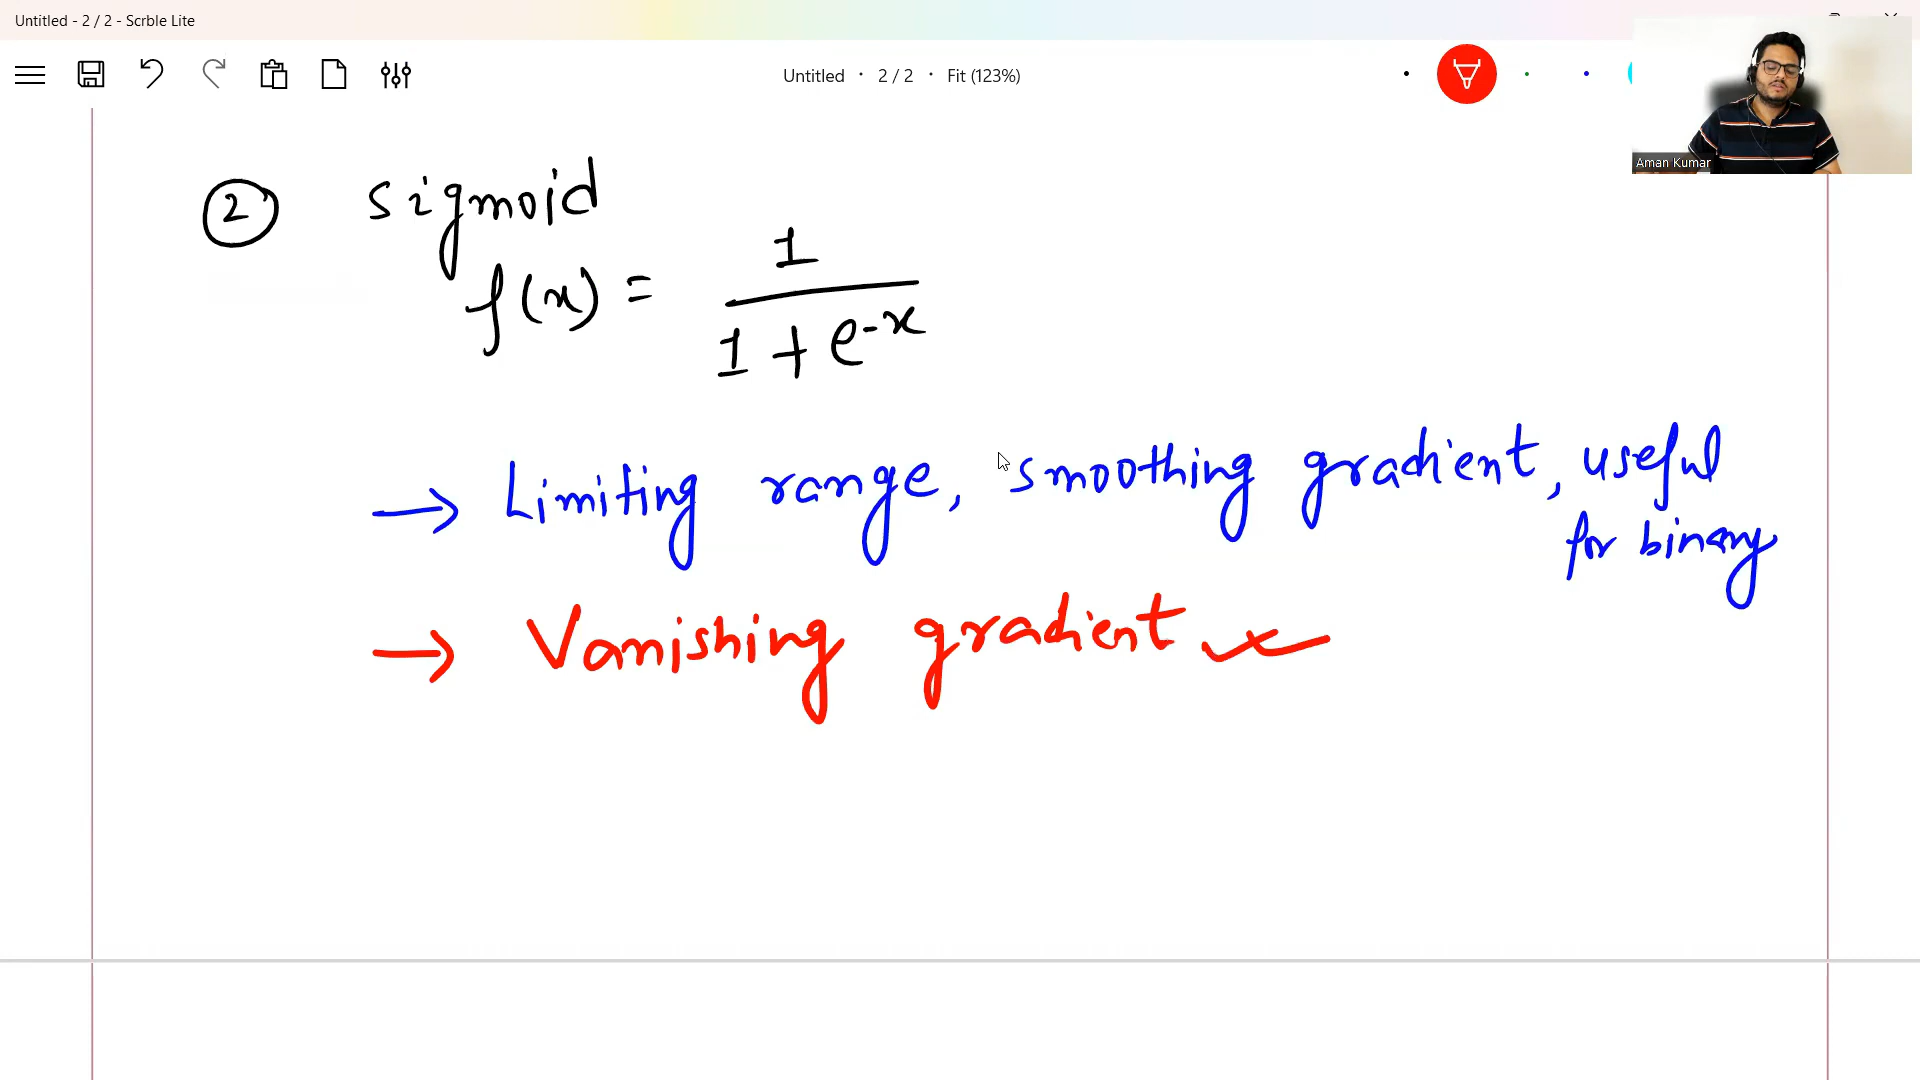 Untitled - 2 / 2 - Scrble Lite
Untitled • 2 / 2 • Fit (123%)
Aman Kumar
2 sigmoid
f(x) = 1 / 1 + e^-x
→ Limiting range, smoothing gradient, useful
for binary
→ Vanishing gradient